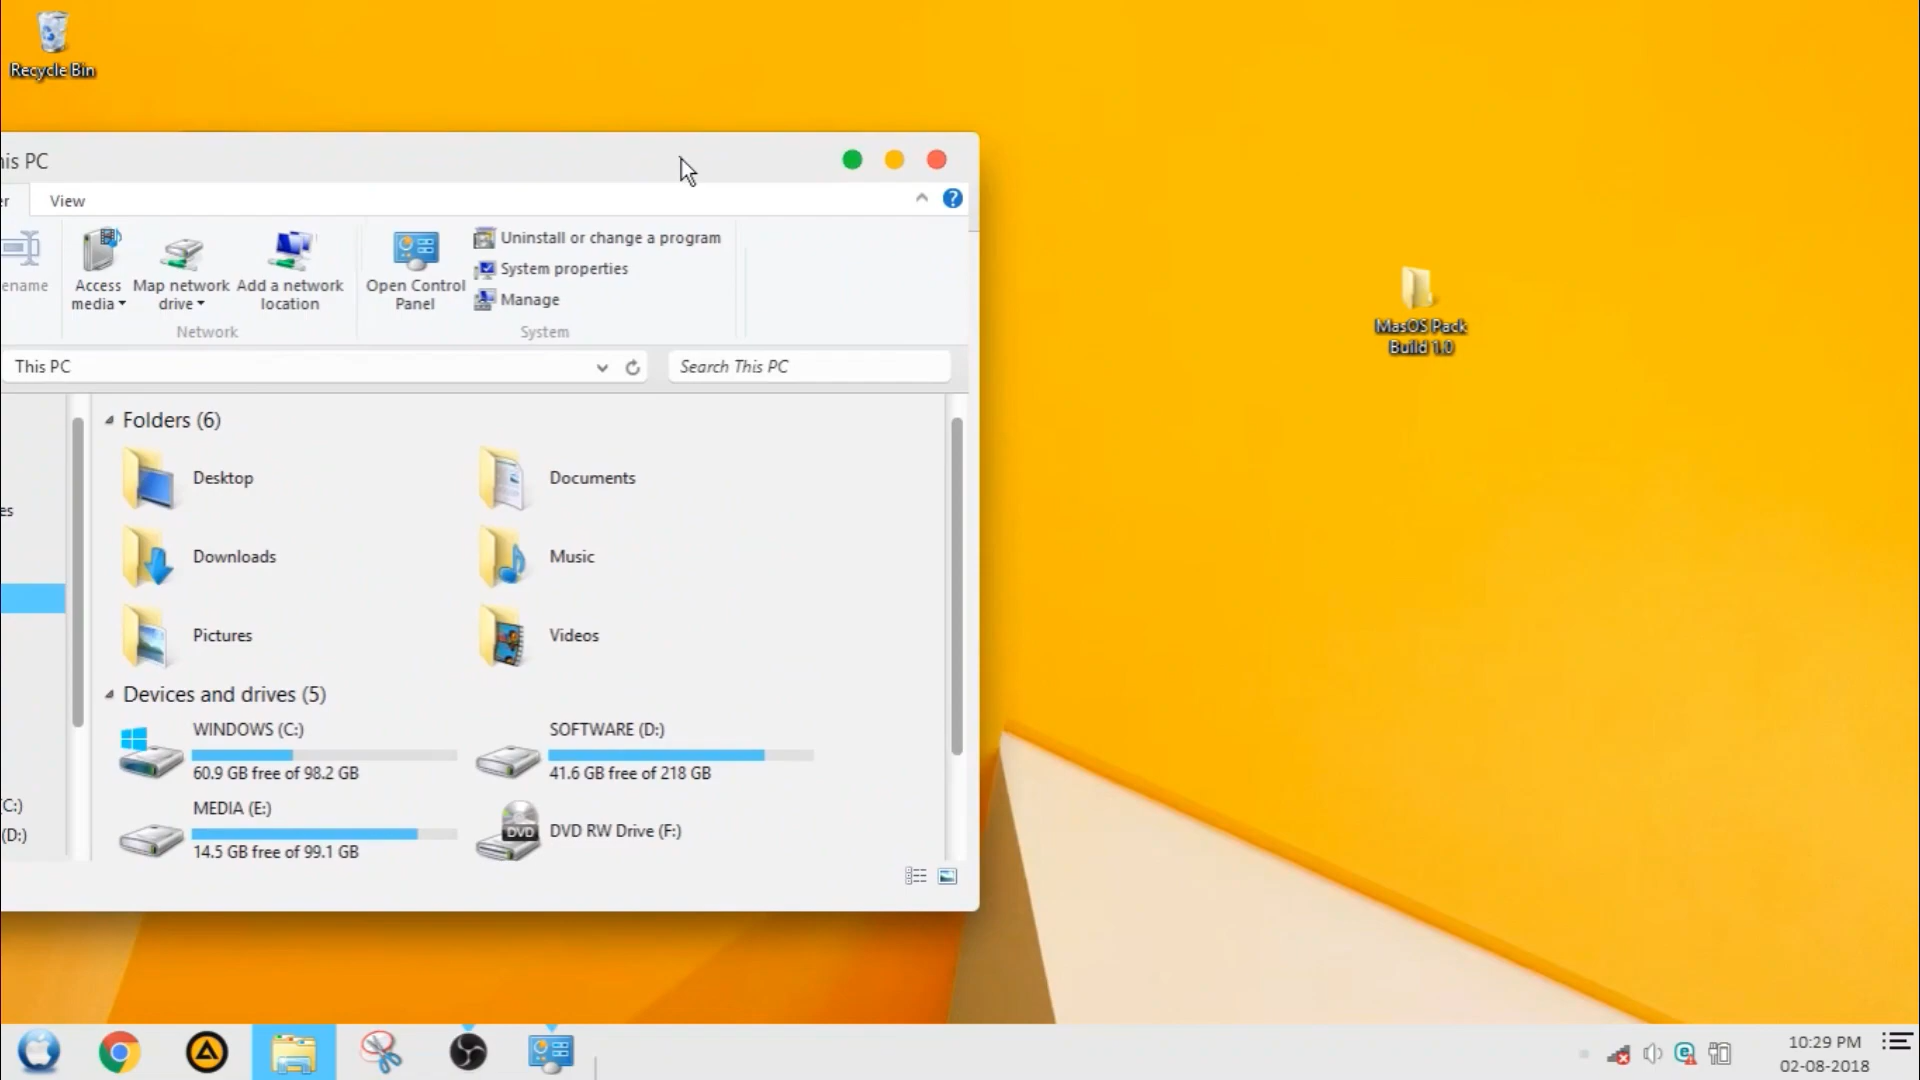 Recycle Bin
his PC
er
View
ename
Access
media
Map network
drive
Add a network
location
Network
Open Control
Panel
Uninstall or change a program
System properties
Manage
System
This PC
Search This PC
MasOS Pack
Build 1.0
Folders (6)
Desktop
Documents
es
Downloads
Music
Pictures
Videos
Devices and drives (5)
WINDOWS (C:)
60.9 GB free of 98.2 GB
SOFTWARE (D:)
41.6 GB free of 218 GB
C:)
(D:)
MEDIA (E:)
14.5 GB free of 99.1 GB
DVD
DVD RW Drive (F:)
10:29 PM
02-08-2018